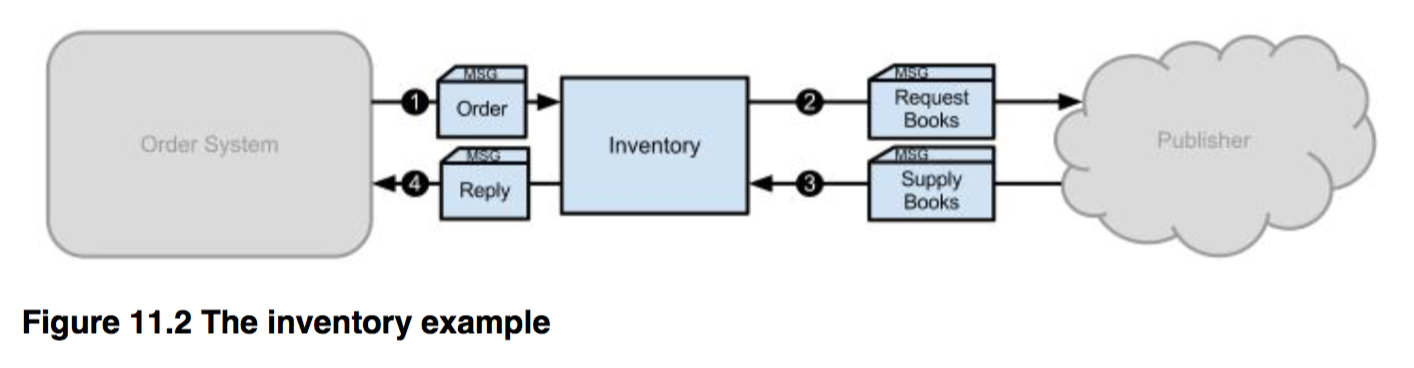 MSG
MSG
1
Order
2
Request
Books
Order System
Inventory
Publisher
MSG
MSG
4
Reply
3
Supply
Books
Figure 11.2 The inventory example